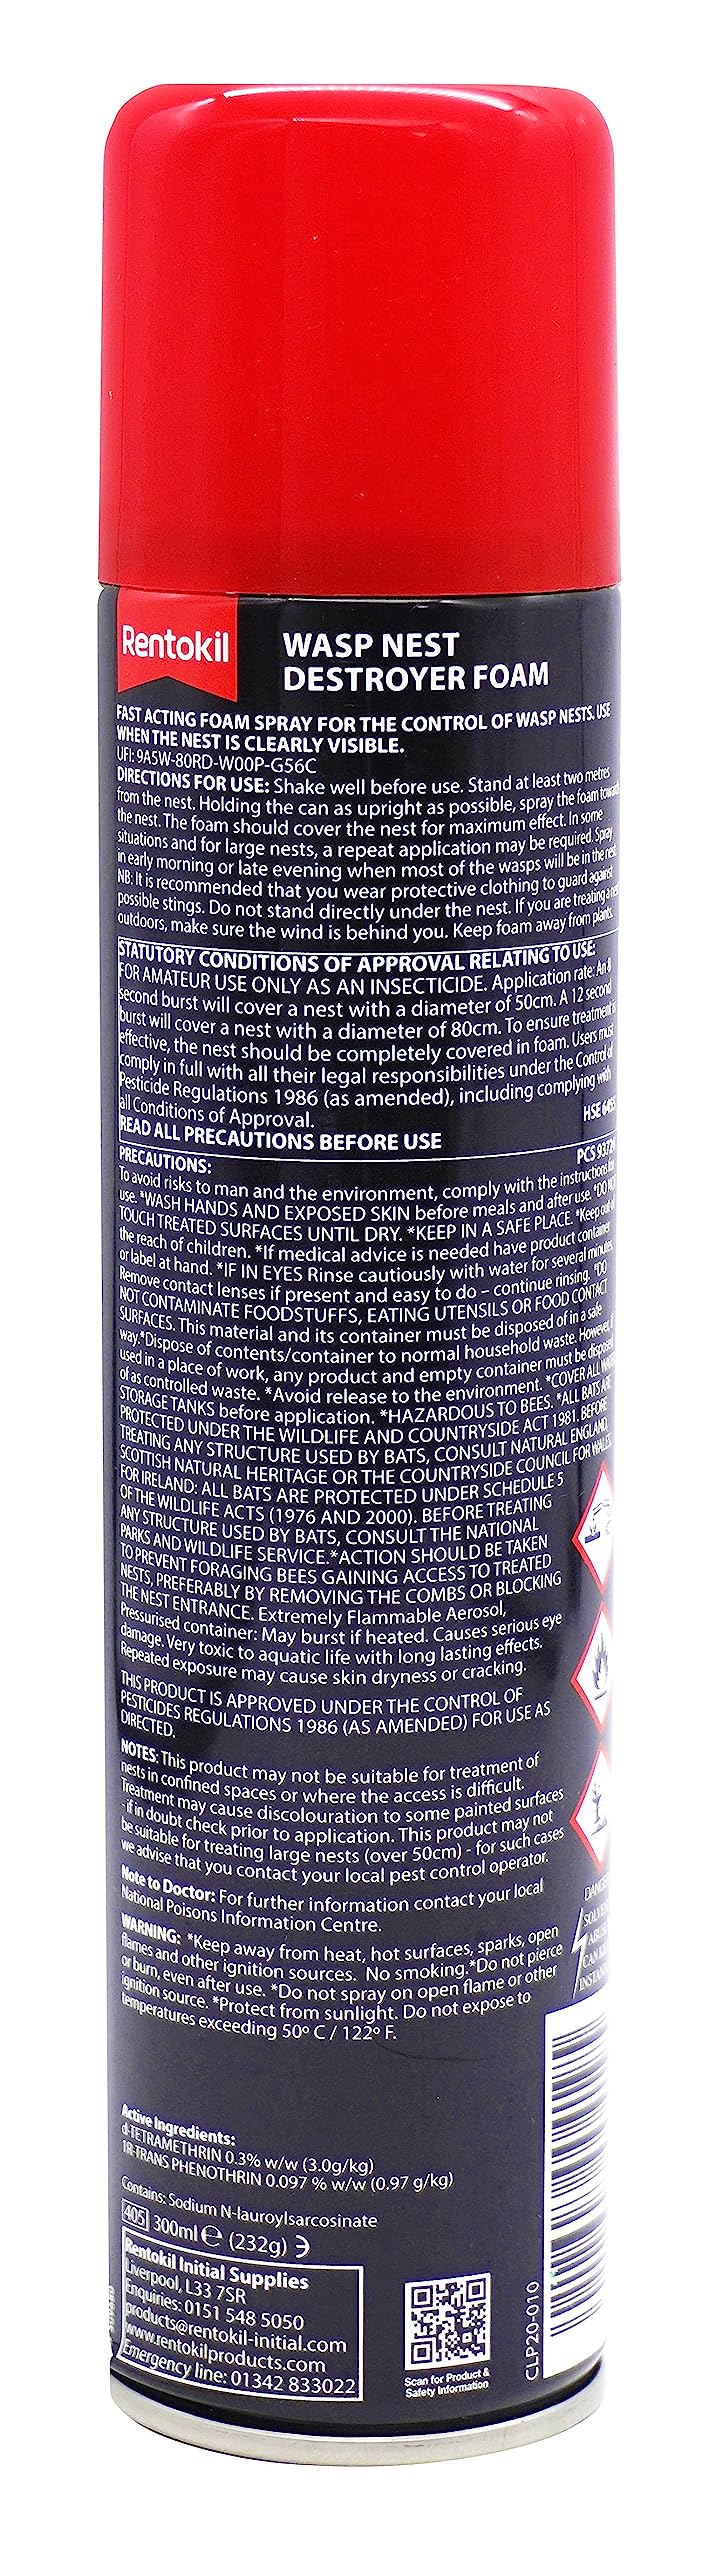 Rentokil
WASP NEST
DESTROYER FOAM
FAST ACTING FOAM SPRAY FOR THE CONTROL OF WASP NESTS. USE
WHEN THE NEST IS CLEARLY VISIBLE.
UFI: 9A5W-80RD-W00P-G56C
DIRECTIONS FOR USE: Shake well before use. Stand at least two metres
from the nest. Holding the can as upright as possible, spray the foam towards
the nest. The foam should cover the nest for maximum effect. In some
situations and for large nests, a repeat application may be required. Spray
in early morning or late evening when most of the wasps will be in the nest.
NB: It is recommended that you wear protective clothing to guard against
possible stings. Do not stand directly under the nest. If you are treating a nest
outdoors, make sure the wind is behind you. Keep foam away from plants.
STATUTORY CONDITIONS OF APPROVAL RELATING TO USE:
FOR AMATEUR USE ONLY AS AN INSECTICIDE. Application rate: An 8
second burst will cover a nest with a diameter of 50cm. A 12 second
burst will cover a nest with a diameter of 80cm. To ensure treatment is
effective, the nest should be completely covered in foam. Users must
comply in full with all their legal responsibilities under the Control of
Pesticide Regulations 1986 (as amended), including complying with
all Conditions of Approval.
HSE
READ ALL PRECAUTIONS BEFORE USE
PCS
PRECAUTIONS:
To avoid risks to man and the environment, comply with the instructions for
use. *WASH HANDS AND EXPOSED SKIN before meals and after use. *DO NOT
TOUCH TREATED SURFACES UNTIL DRY. *KEEP IN A SAFE PLACE. *Keep out of
the reach of children. *If medical advice is needed have product container
or label at hand. *IF IN EYES Rinse cautiously with water for several minutes.
Remove contact lenses if present and easy to do – continue rinsing. *DO
NOT CONTAMINATE FOODSTUFFS, EATING UTENSILS OR FOOD CONTACT
SURFACES. This material and its container must be disposed of in a safe
way.*Dispose of contents/container to normal household waste. However, if
used in a place of work, any product and empty container must be disposed
of as controlled waste. *Avoid release to the environment. *COVER ALL WATER
STORAGE TANKS before application. *HAZARDOUS TO BEES. *ALL BATS ARE
PROTECTED UNDER THE WILDLIFE AND COUNTRYSIDE ACT 1981. BEFORE
TREATING ANY STRUCTURE USED BY BATS, CONSULT NATURAL ENGLAND,
SCOTTISH NATURAL HERITAGE OR THE COUNTRYSIDE COUNCIL FOR WALES.
FOR IRELAND: ALL BATS ARE PROTECTED UNDER SCHEDULE 5
OF THE WILDLIFE ACTS (1976 AND 2000). BEFORE TREATING
ANY STRUCTURE USED BY BATS, CONSULT THE NATIONAL
PARKS AND WILDLIFE SERVICE.*ACTION SHOULD BE TAKEN
TO PREVENT FORAGING BEES GAINING ACCESS TO TREATED
NESTS, PREFERABLY BY REMOVING THE COMBS OR BLOCKING
THE NEST ENTRANCE. Extremely Flammable Aerosol,
Pressurised container: May burst if heated. Causes serious eye
damage. Very toxic to aquatic life with long lasting effects.
Repeated exposure may cause skin dryness or cracking.
THIS PRODUCT IS APPROVED UNDER THE CONTROL OF
PESTICIDES REGULATIONS 1986 (AS AMENDED) FOR USE AS
DIRECTED.
NOTES: This product may not be suitable for treatment of
nests in confined spaces or where the access is difficult.
Treatment may cause discolouration to some painted surfaces
- if in doubt check prior to application. This product may not
be suitable for treating large nests (over 50cm) - for such cases
we advise that you contact your local pest control operator.
Note to Doctor: For further information contact your local
National Poisons Information Centre.
WARNING: *Keep away from heat, hot surfaces, sparks, open
flames and other ignition sources. No smoking.*Do not pierce
or burn, even after use. *Do not spray on open flame or other
ignition source. *Protect from sunlight. Do not expose to
temperatures exceeding 50º C / 122º F.
DANGER
SOLVENT
ABUSE
CAN KILL
Active Ingredients:
d-TETRAMETHRIN 0.3% w/w (3.0g/kg)
1R-TRANS PHENOTHRIN 0.097 % w/w (0.97 g/kg)
Contains: Sodium N-lauroylsarcosinate
405 300ml ℮ (232g) 3
Rentokil Initial Supplies
Liverpool, L33 7SR
Enquiries: 0151 548 5050
products@rentokil-initial.com
www.rentokilproducts.com
Emergency line: 01342 833022
Scan for Product &
Safety Information
CLP20-010